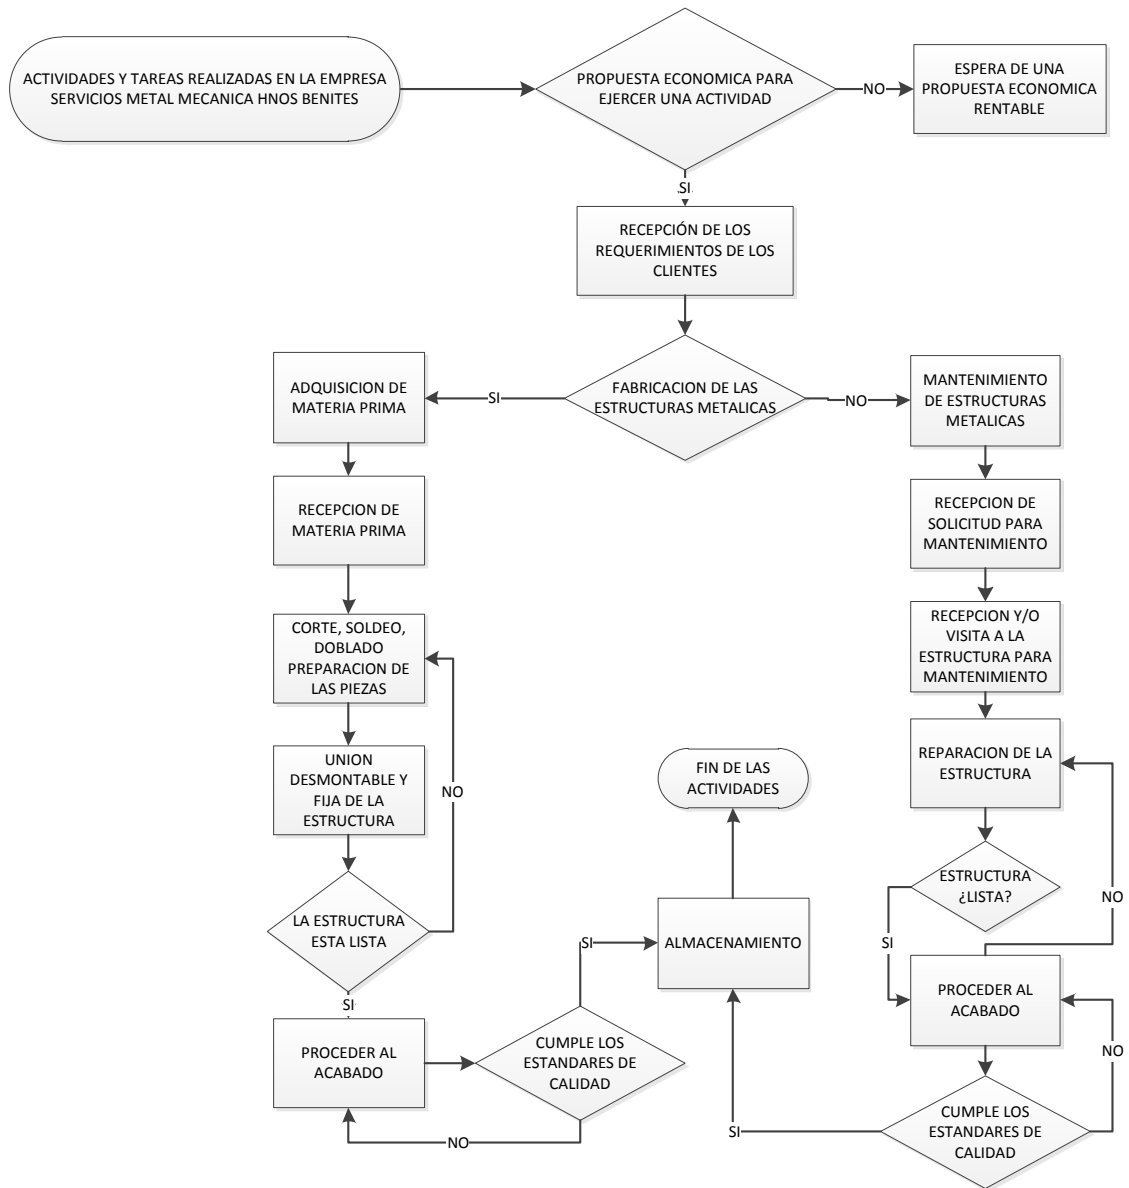 ACTIVIDADES Y TAREAS REALIZADAS EN LA EMPRESA
SERVICIOS METAL MECANICA HNOS BENITES
PROPUESTA ECONOMICA PARA
EJERCER UNA ACTIVIDAD
NO
ESPERA DE UNA
PROPUESTA ECONOMICA
RENTABLE
SI
RECEPCIÓN DE LOS
REQUERIMIENTOS DE LOS
CLIENTES
FABRICACION DE LAS
ESTRUCTURAS METALICAS
SI
NO
ADQUISICION DE
MATERIA PRIMA
RECEPCION DE
MATERIA PRIMA
CORTE, SOLDEO,
DOBLADO
PREPARACION DE
LAS PIEZAS
UNION
DESMONTABLE Y
FIJA DE LA
ESTRUCTURA
NO
LA ESTRUCTURA
ESTA LISTA
SI
PROCEDER AL
ACABADO
CUMPLE LOS
ESTANDARES DE
CALIDAD
NO
SI
ALMACENAMIENTO
FIN DE LAS
ACTIVIDADES
MANTENIMIENTO
DE ESTRUCTURAS
METALICAS
RECEPCION DE
SOLICITUD PARA
MANTENIMIENTO
RECEPCION Y/O
VISITA A LA
ESTRUCTURA PARA
MANTENIMIENTO
REPARACION DE LA
ESTRUCTURA
ESTRUCTURA
¿LISTA?
NO
SI
PROCEDER AL
ACABADO
NO
CUMPLE LOS
ESTANDARES DE
CALIDAD
SI